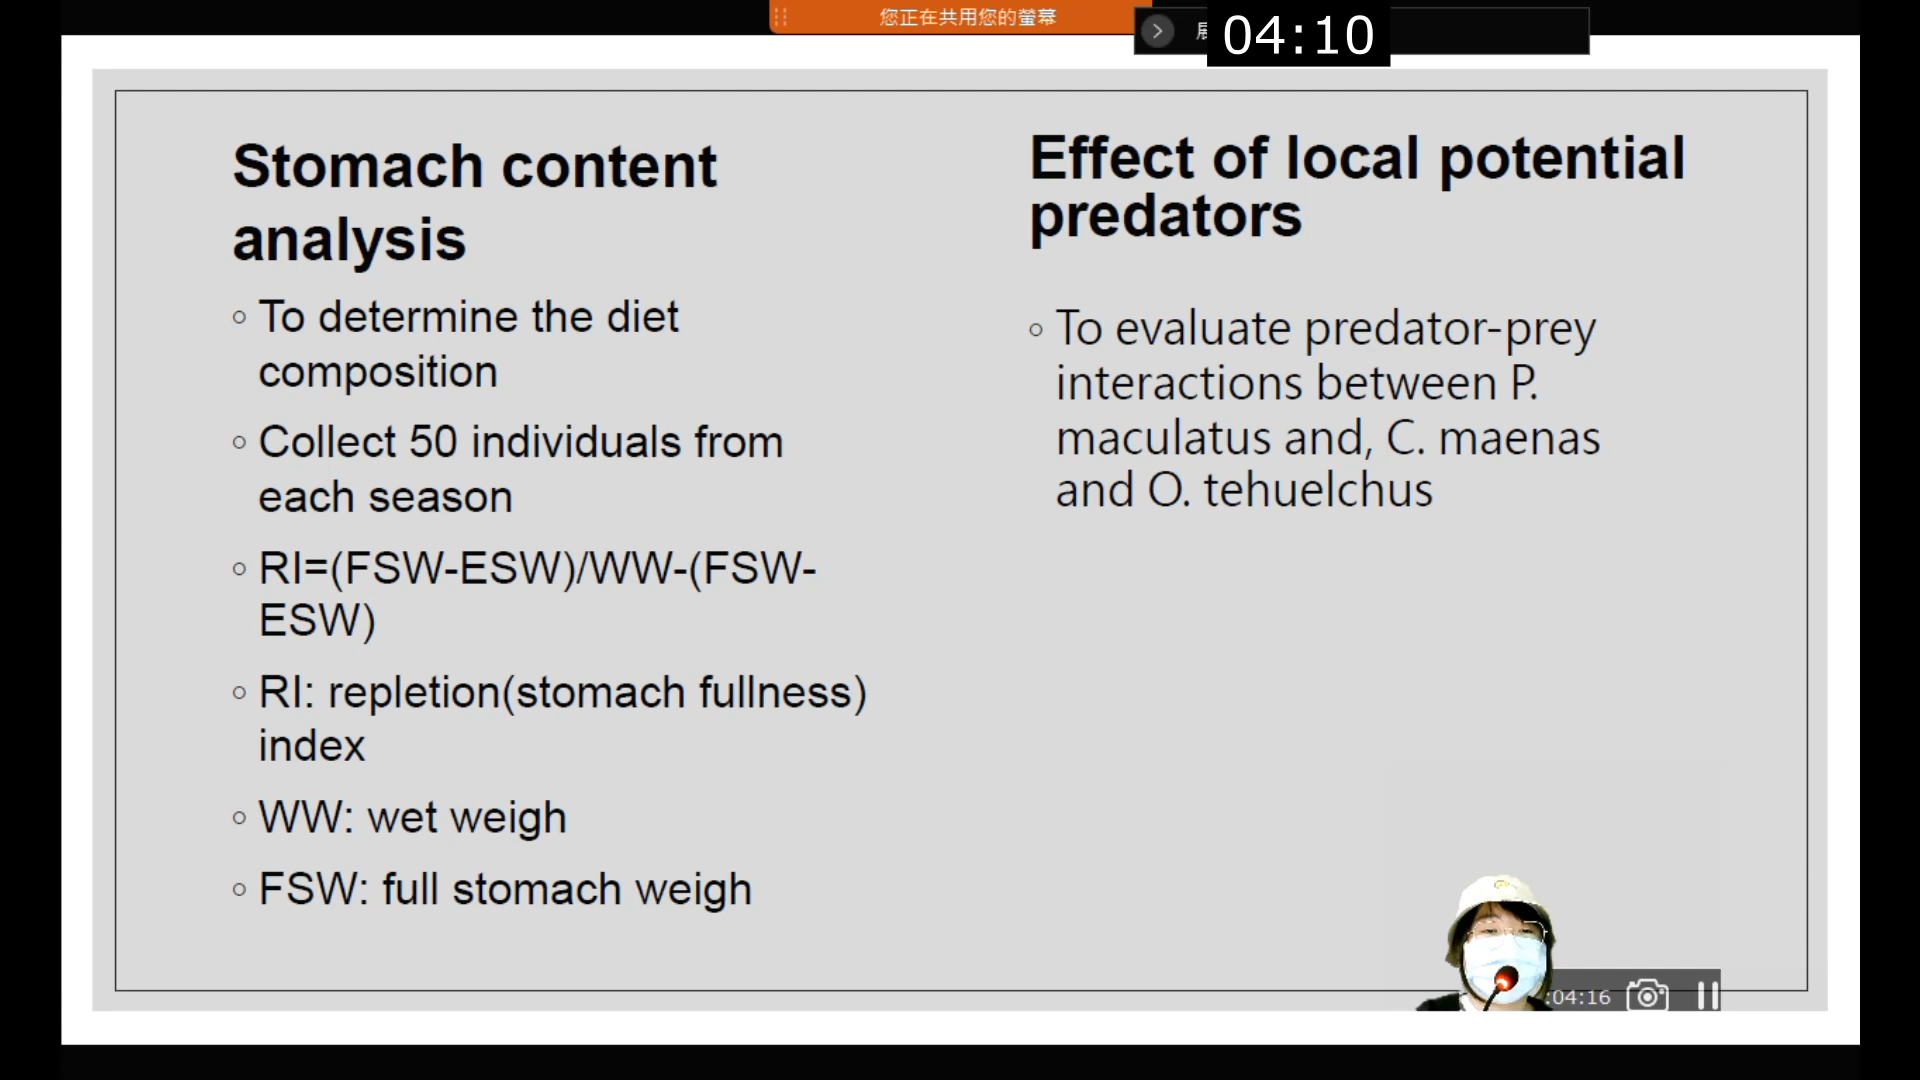 您正在共用您的螢幕
04:10
Stomach content
analysis
◦ To determine the diet
composition
◦ Collect 50 individuals from
each season
◦ RI=(FSW-ESW)/WW-(FSW-
ESW)
◦ RI: repletion(stomach fullness)
index
◦ WW: wet weigh
◦ FSW: full stomach weigh
Effect of local potential
predators
◦ To evaluate predator-prey
interactions between P.
maculatus and, C. maenas
and O. tehuelchus
:04:16